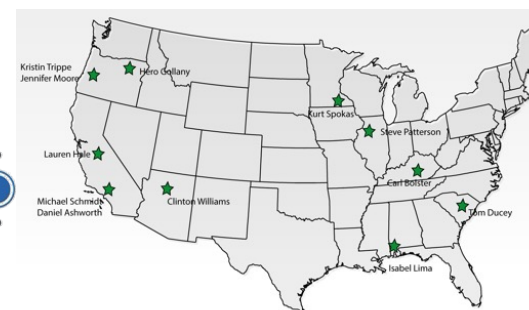 Kristin Trippe
Jennifer Moore
Hero Gollany
Kurt Spokas
Steve Patterson
Lauren Hale
Carl Bolster
Michael Schmidt
Daniel Ashworth
Clinton Williams
Tom Ducey
Isabel Lima